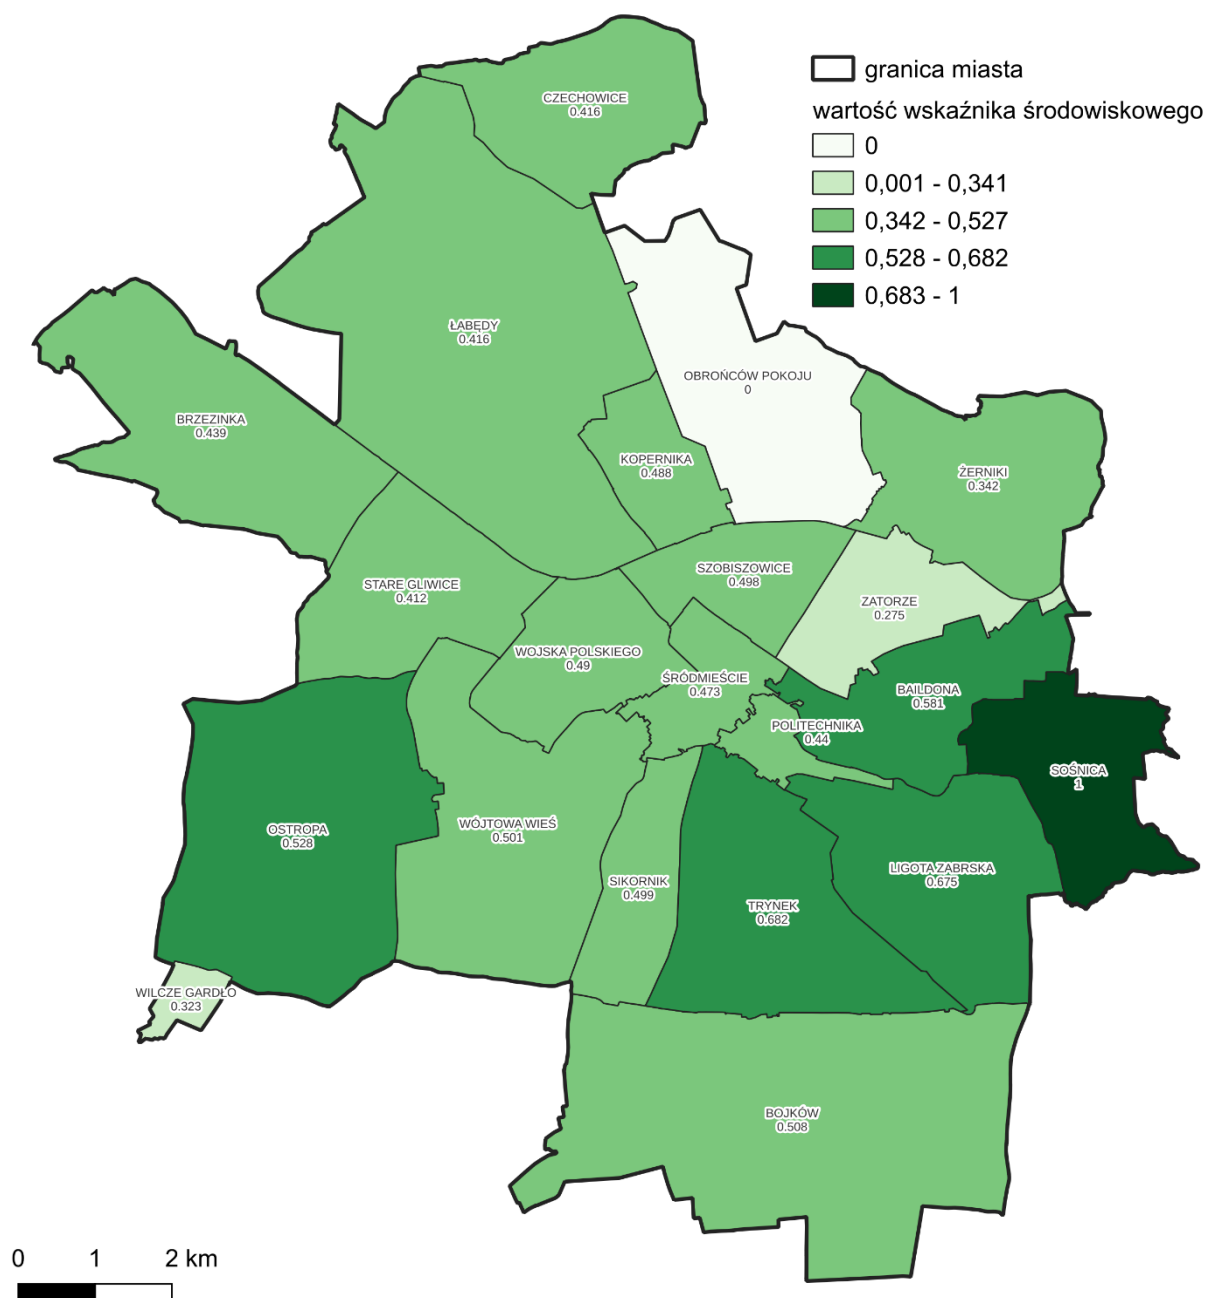 granica miasta
wartość wskaźnika środowiskowego
0
0,001 - 0,341
0,342 - 0,527
0,528 - 0,682
0,683 - 1
CZECHOWICE
0.416
ŁABĘDY
0.416
OBROŃCÓW POKOJU
0
BRZEZINKA
0.439
KOPERNIKA
0.488
ŻERNIKI
0.342
SZOBISZOWICE
0.498
STARE GLIWICE
0.412
ZATORZE
0.275
WOJSKA POLSKIEGO
0.49
ŚRÓDMIEŚCIE
0.473
BAILDONA
0.581
POLITECHNIKA
0.44
SOŚNICA
1
OSTROPA
0.528
WÓJTOWA WIEŚ
0.501
SIKORNIK
0.499
LIGOTA ZABRSKA
0.675
TRYNEK
0.682
WILCZE GARDŁO
0.323
BOJKÓW
0.508
0 1 2 km